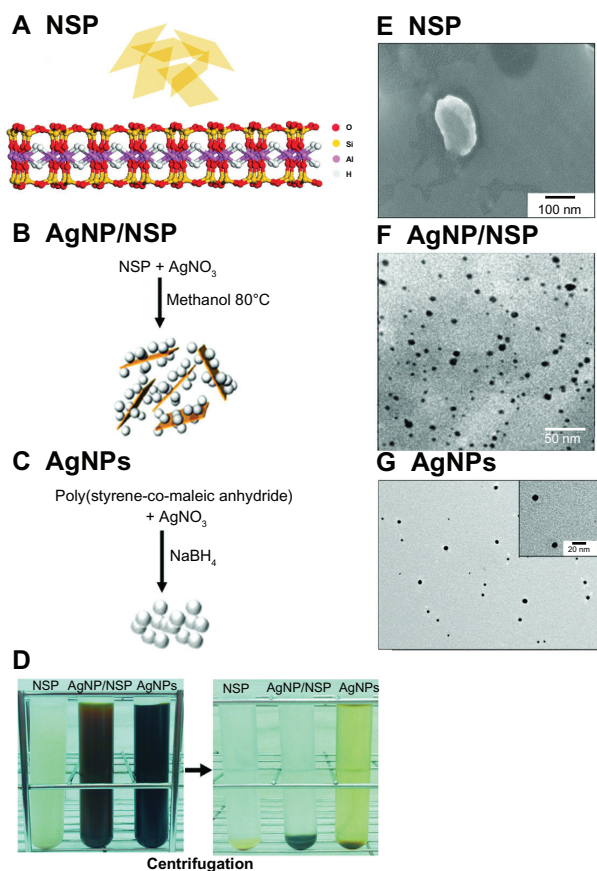 A NSP
O
Si
Al
H
B AgNP/NSP
NSP + AgNO₃
Methanol 80°C
C AgNPs
Poly(styrene-co-maleic anhydride)
+ AgNO₃
NaBH₄
D
NSP AgNP/NSP AgNPs
NSP AgNP/NSP AgNPs
Centrifugation
E NSP
100 nm
F AgNP/NSP
50 nm
G AgNPs
20 nm